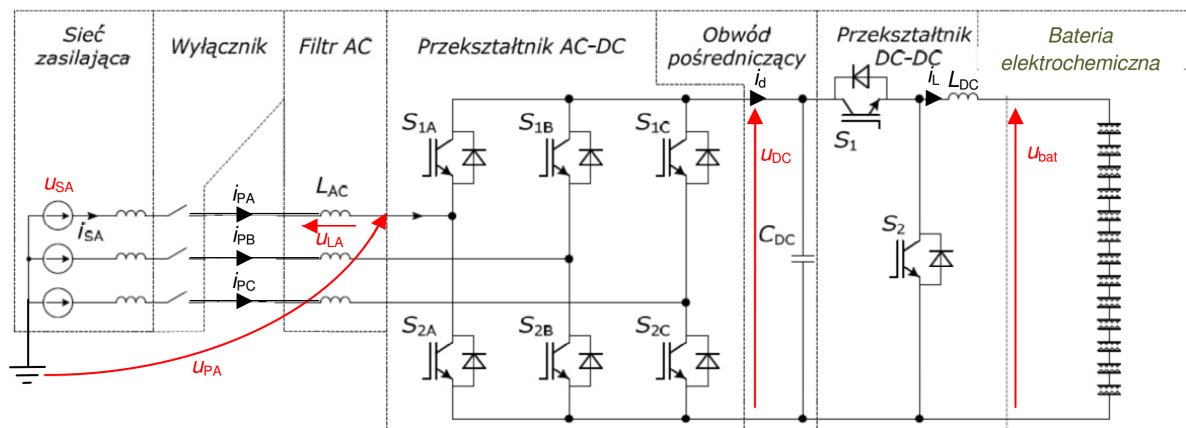 Sieć
zasilająca
Wyłącznik
Filtr AC
Przekształtnik AC-DC
Obwód
pośredniczący
Przekształtnik
DC-DC
Bateria
elektrochemiczna
id
iL
LDC
S1A
S1B
S1C
S1
uDC
ubat
uSA
iSA
iPA
LAC
uLA
iPB
iPC
CDC
S2
S2A
S2B
S2C
uPA